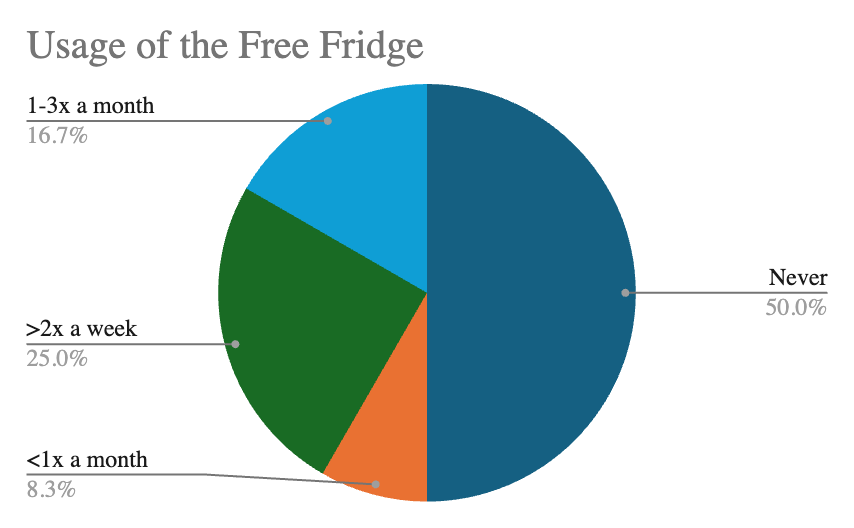 Usage of the Free Fridge
1-3x a month
16.7%
Never
50.0%
>2x a week
25.0%
<1x a month
8.3%